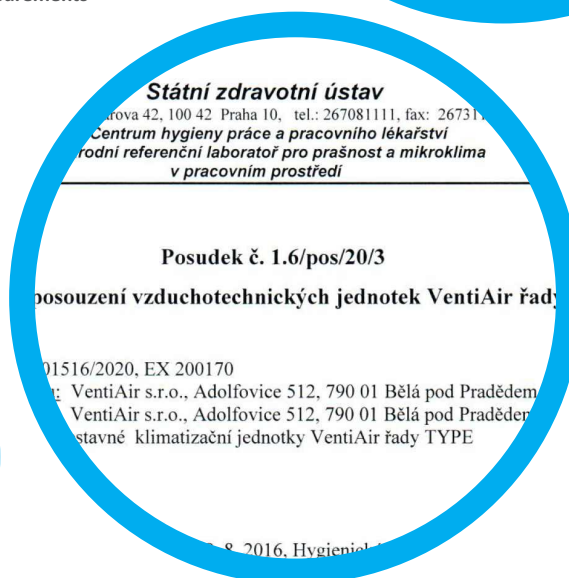 Státní zdravotní ústav
42, 100 42 Praha 10, tel.: 267081111, fax:
Centrum hygieny práce a pracovního lékařství
referenční laboratoř pro prašnost a mikroklima
v pracovním prostředí
Posudek č. 1.6/pos/20/3
posouzení vzduchotechnických jednotek VentiAir řady
01516/2020, EX 200170
VentiAir s.r.o., Adolfovice 512, 790 01 Bělá pod Pradědem
VentiAir s.r.o., Adolfovice 512, 790 01 Bělá pod Pradědem
stavné klimatizační jednotky VentiAir řady TYPE
8. 2016,